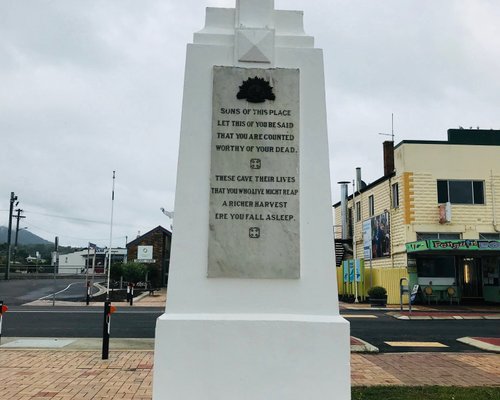 SONS OF THIS PLACE
LET THIS OF YOU BE SAID
THAT YOU ARE COUNTED
WORTHY OF YOUR DEAD.
THESE GAVE THEIR LIVES
THAT YOU WHO LIVE MIGHT REAP
A RICHER HARVEST
ERE YOU FALL ASLEEP.